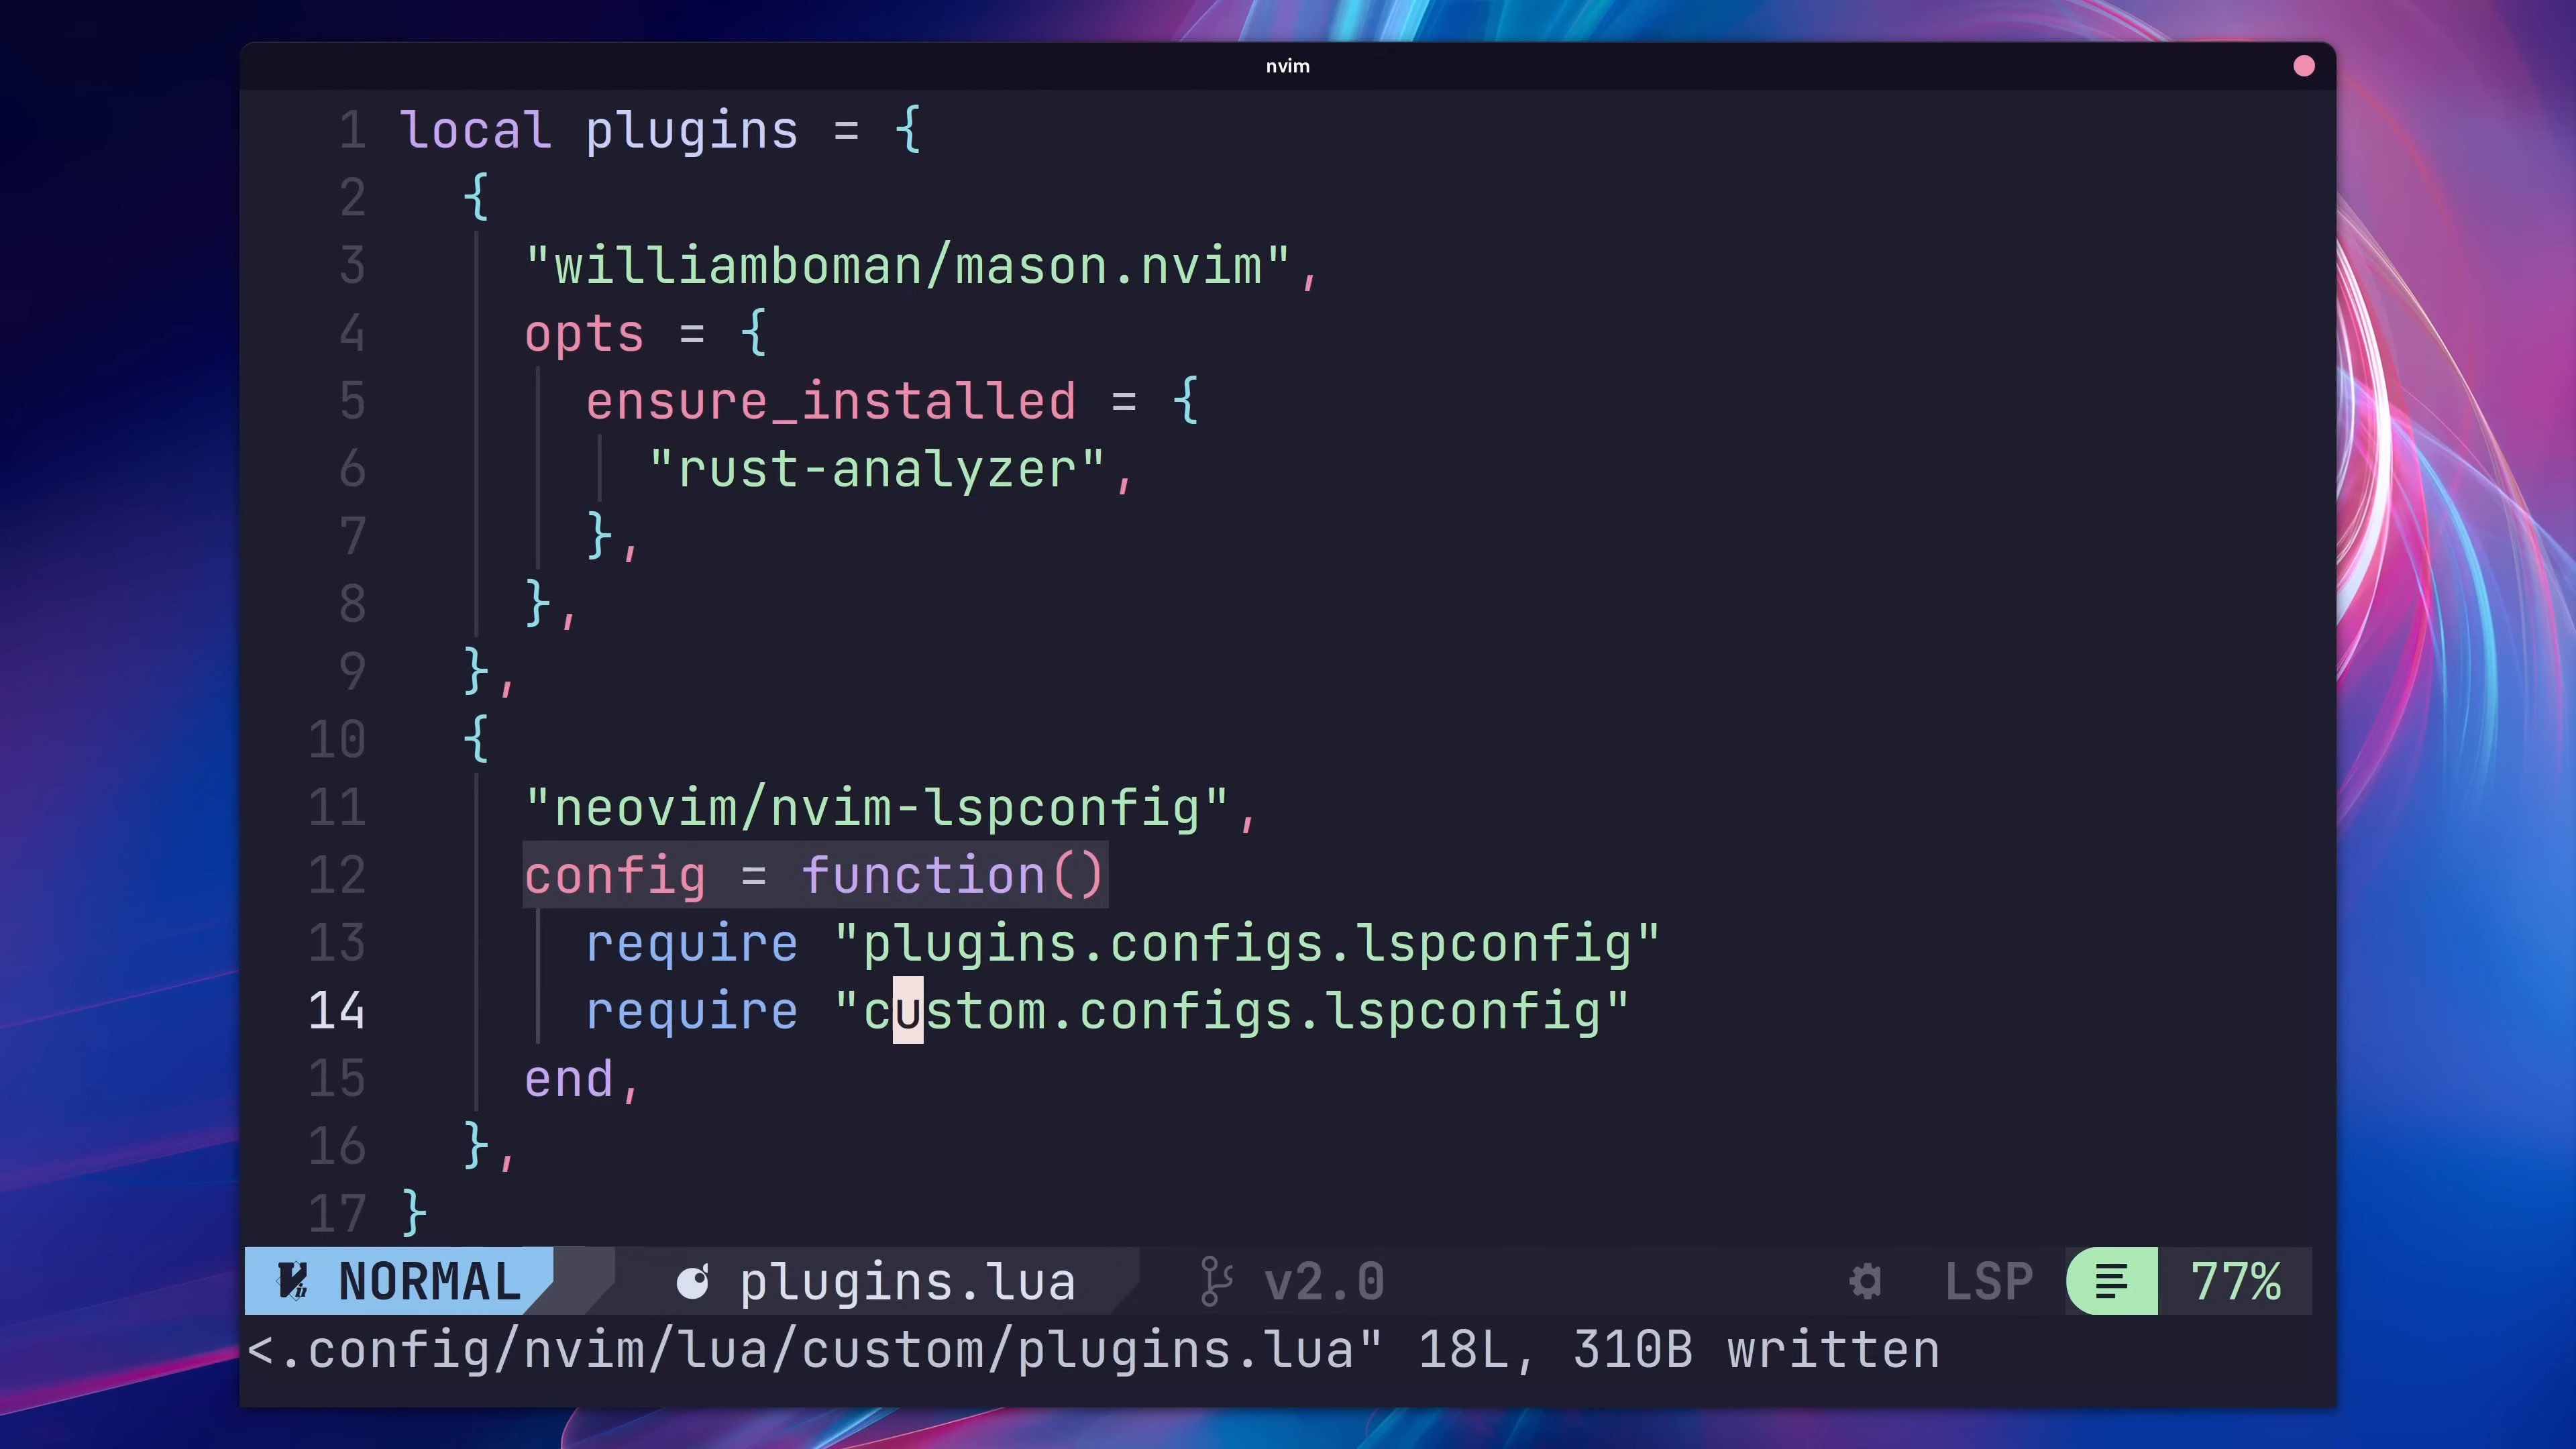 nvim
1 local plugins = {
2 {
3 "williamboman/mason.nvim",
4 opts = {
5 ensure_installed = {
6 "rust-analyzer",
7 },
8 },
9 },
10 {
11 "neovim/nvim-lspconfig",
12 config = function()
13 require "plugins.configs.lspconfig"
14 require "custom.configs.lspconfig"
15 end,
16 },
17 }
NORMAL plugins.lua v2.0 LSP 77%
<.config/nvim/lua/custom/plugins.lua" 18L, 310B written